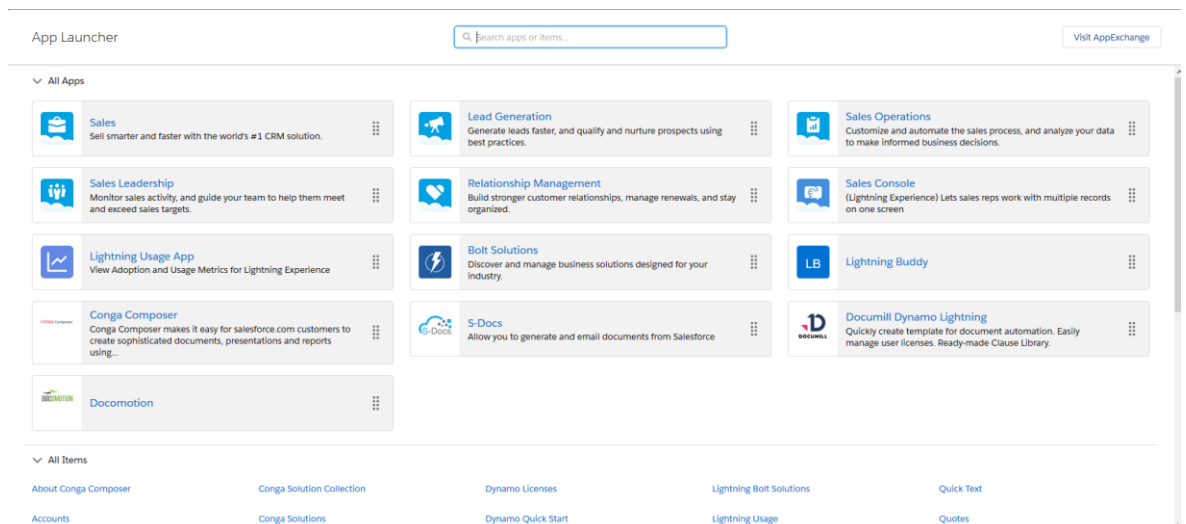 App Launcher
Search apps or items...
Visit AppExchange
All Apps
Sales
Sell smarter and faster with the world's #1 CRM solution.
Lead Generation
Generate leads faster, and qualify and nurture prospects using
best practices.
Sales Operations
Customize and automate the sales process, and analyze your data
to make informed business decisions.
Sales Leadership
Monitor sales activity, and guide your team to help them meet
and exceed sales targets.
Relationship Management
Build stronger customer relationships, manage renewals, and stay
organized.
Sales Console
(Lightning Experience) Lets sales reps work with multiple records
on one screen
Lightning Usage App
View Adoption and Usage Metrics for Lightning Experience
Bolt Solutions
Discover and manage business solutions designed for your
industry.
LB
Lightning Buddy
CONGA Composer
Conga Composer
Conga Composer makes it easy for salesforce.com customers to
create sophisticated documents, presentations and reports
using...
S-Docs
S-Docs
Allow you to generate and email documents from Salesforce
DOCUMILL
Documill Dynamo Lightning
Quickly create template for document automation. Easily
manage user licenses. Ready-made Clause Library.
DOCOMOTION
Docomotion
All Items
About Conga Composer
Conga Solution Collection
Dynamo Licenses
Lightning Bolt Solutions
Quick Text
Accounts
Conga Solutions
Dynamo Quick Start
Lightning Usage
Quotes